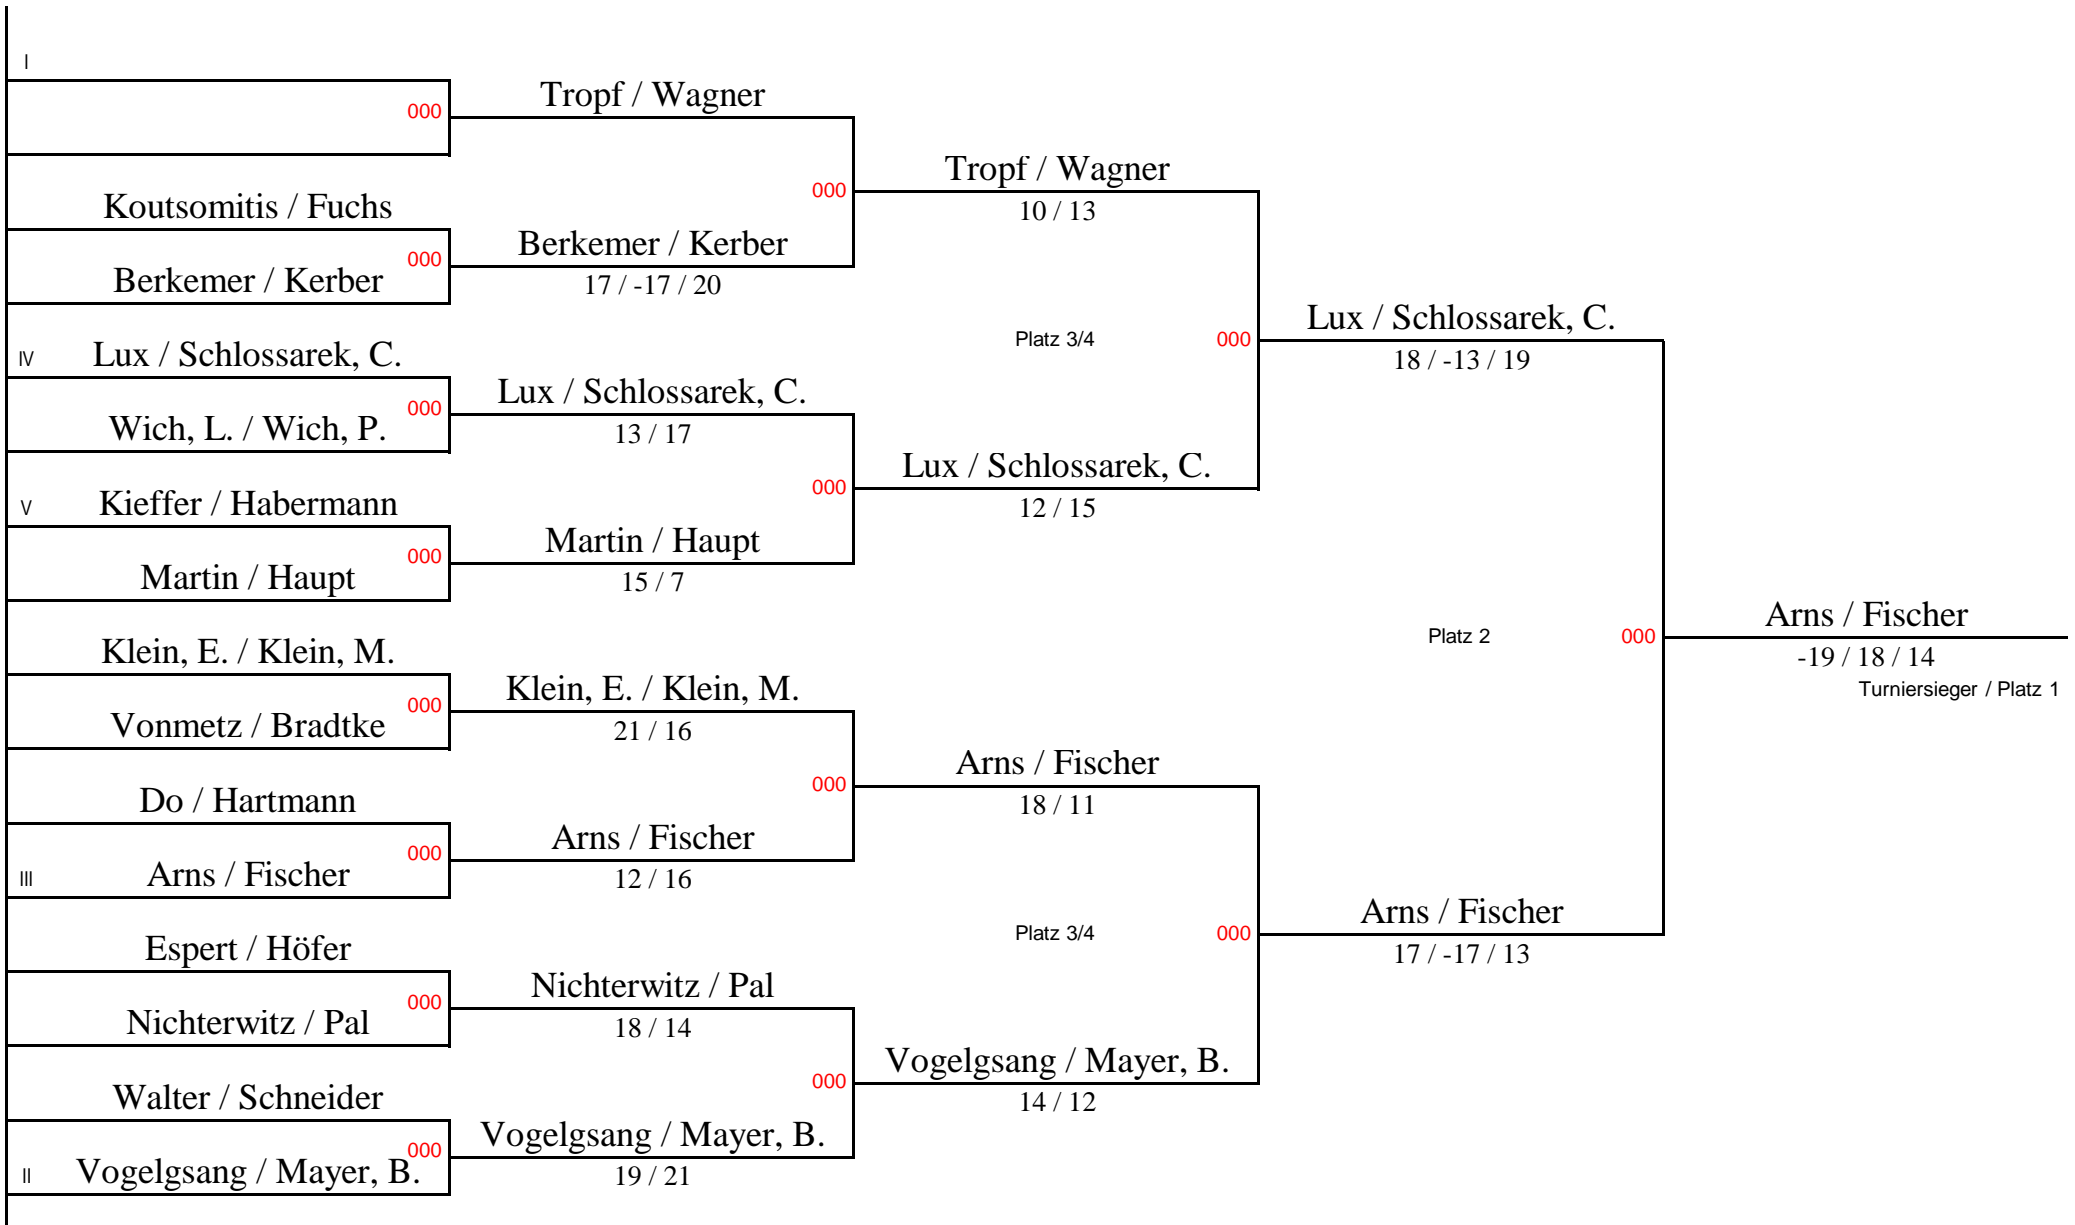 I
000
Tropf / Wagner
Koutsomitis / Fuchs
000
Tropf / Wagner
10 / 13
Berkemer / Kerber
000
Berkemer / Kerber
17 / -17 / 20
IV
Lux / Schlossarek, C.
Platz 3/4
000
Lux / Schlossarek, C.
18 / -13 / 19
Wich, L. / Wich, P.
000
Lux / Schlossarek, C.
13 / 17
V
Kieffer / Habermann
000
Lux / Schlossarek, C.
12 / 15
Martin / Haupt
000
Martin / Haupt
15 / 7
Klein, E. / Klein, M.
Platz 2
000
Arns / Fischer
-19 / 18 / 14
Turniersieger / Platz 1
Vonmetz / Bradtke
000
Klein, E. / Klein, M.
21 / 16
Do / Hartmann
000
Arns / Fischer
18 / 11
III
Arns / Fischer
000
Arns / Fischer
12 / 16
Espert / Höfer
Platz 3/4
000
Arns / Fischer
17 / -17 / 13
Nichterwitz / Pal
000
Nichterwitz / Pal
18 / 14
Walter / Schneider
000
Vogelgsang / Mayer, B.
14 / 12
II
Vogelgsang / Mayer, B.
000
Vogelgsang / Mayer, B.
19 / 21